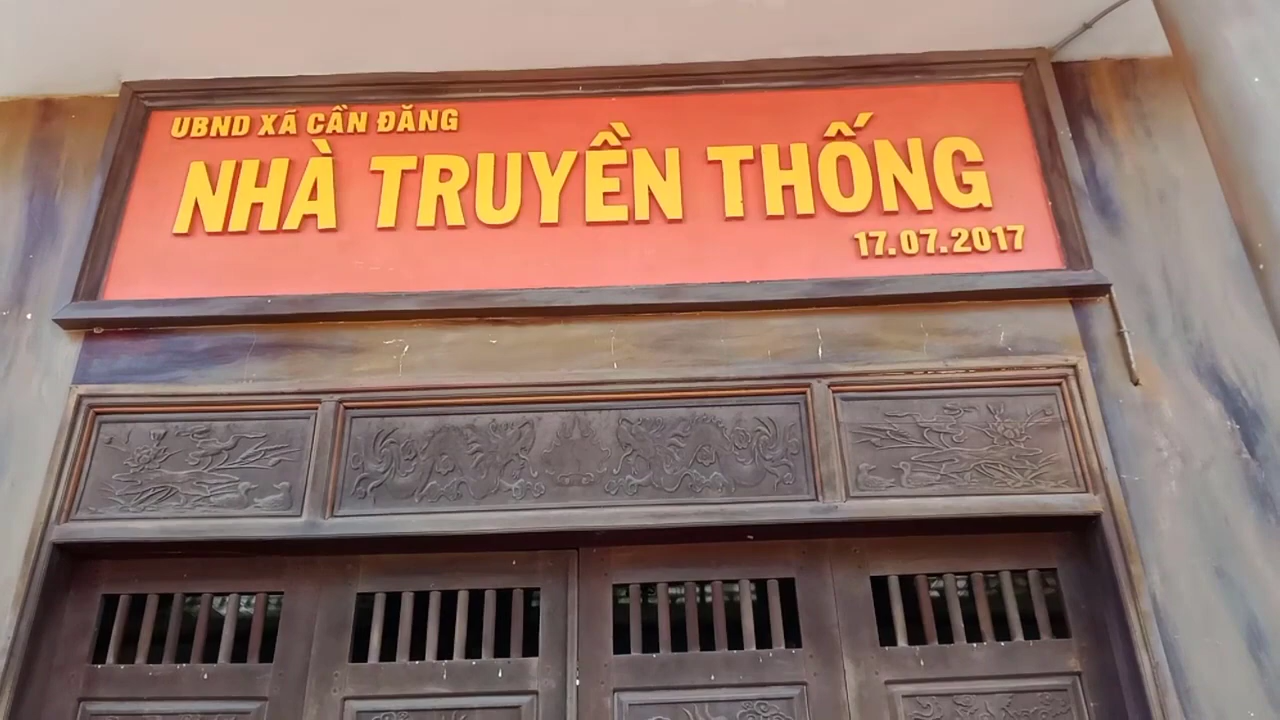 UBND XÃ CẦN ĐĂNG
NHÀ TRUYỀN THỐNG
17.07.2017